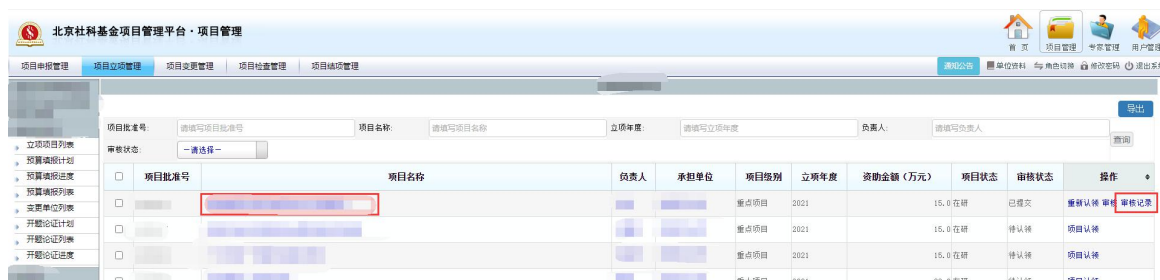 北京社科基金项目管理平台·项目管理
首 页 项目管理 专家管理 用户管理
项目申报管理 项目立项管理 项目变更管理 项目检查管理 项目结项管理
通知公告 单位资料 角色切换 修改密码 退出系
导出
项目批准号: 请填写项目批准号 项目名称: 请填写项目名称 立项年度: 请填写立项年度 负责人: 请填写负责人
审核状态: －请选择－ 查询
立项项目列表
预算填报计划
预算填报进度
预算填报列表
变更单位列表
开题论证计划
开题论证列表
开题论证进度
项目批准号 项目名称 负责人 承担单位 项目级别 立项年度 资助金额（万元） 项目状态 审核状态 操作
重点项目 2021 15.0 在研 已提交 重新认领 审核 审核记录
重点项目 2021 15.0 在研 待认领 项目认领
重点项目 2021 15.0 在研 待认领 项目认领